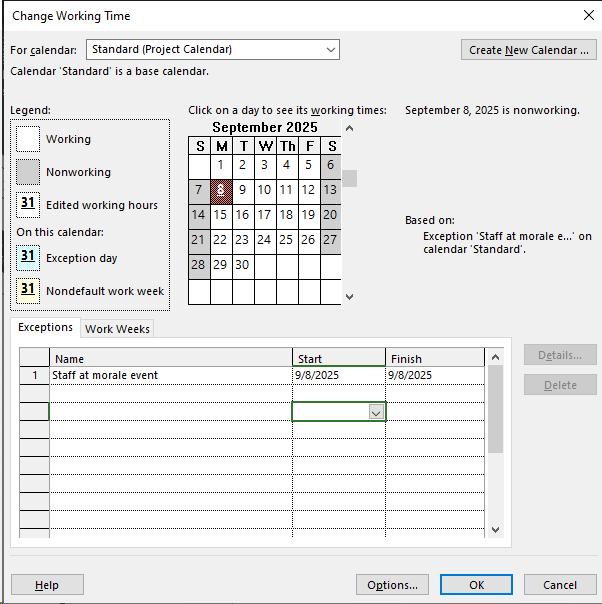 Change Working Time
For calendar: Standard (Project Calendar)
Create New Calendar ...
Calendar 'Standard' is a base calendar.
Legend:
Working
Nonworking
31 Edited working hours
On this calendar:
31 Exception day
31 Nondefault work week
Click on a day to see its working times:
September 2025
S M T W Th F S
1 2 3 4 5 6
7 8 9 10 11 12 13
14 15 16 17 18 19 20
21 22 23 24 25 26 27
28 29 30
September 8, 2025 is nonworking.
Based on:
Exception 'Staff at morale e...' on
calendar 'Standard'.
Exceptions Work Weeks
Name Start Finish
1 Staff at morale event 9/8/2025 9/8/2025
Details...
Delete
Help Options... OK Cancel